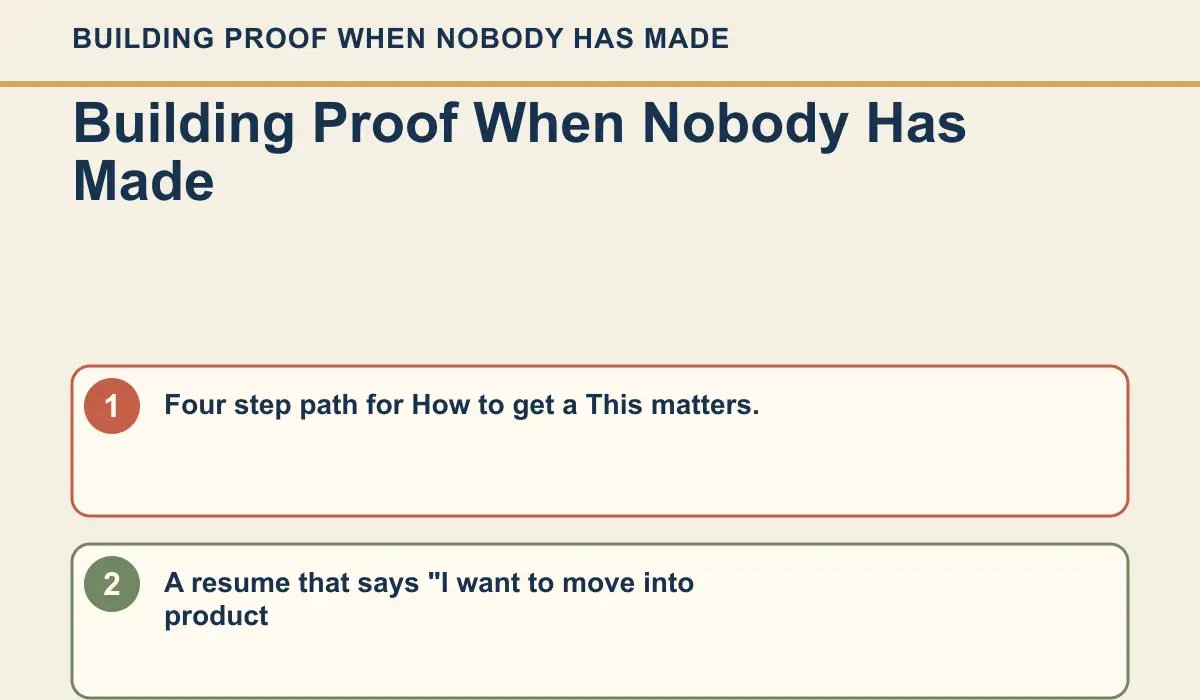 BUILDING PROOF WHEN NOBODY HAS MADE
Building Proof When Nobody Has
Made
1
Four step path for How to get a This matters.
2
A resume that says "I want to move into
product